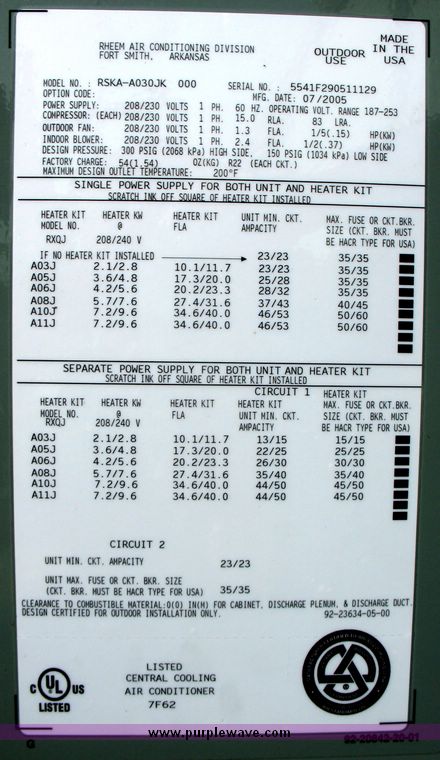 RHEEM AIR CONDITIONING DIVISION
FORT SMITH, ARKANSAS
OUTDOOR USE
MADE IN THE USA
MODEL NO.: RSKA-A030JK 000 SERIAL NO.: 5541F290511129
OPTION CODE: MFG. DATE: 07/2005
POWER SUPPLY: 208/230 VOLTS 1 PH. 60 HZ. OPERATING VOLT. RANGE 187-253
COMPRESSOR: (EACH) 208/230 VOLTS 1 PH. 15.0 RLA. 83 LRA.
OUTDOOR FAN: 208/230 VOLTS 1 PH. 1.3 FLA. 1/5(.15) HP(KW)
INDOOR BLOWER: 208/230 VOLTS 1 PH. 2.4 FLA. 1/2(.37) HP(KW)
DESIGN PRESSURE: 300 PSIG (2068 kPa) HIGH SIDE, 150 PSIG (1034 kPa) LOW SIDE
FACTORY CHARGE: 54(1.54) OZ(KG) R22 (EACH CKT.)
MAXIMUM DESIGN OUTLET TEMPERATURE: 200°F
SINGLE POWER SUPPLY FOR BOTH UNIT AND HEATER KIT
SCRATCH INK OFF SQUARE OF HEATER KIT INSTALLED
HEATER KIT HEATER KW HEATER KIT UNIT MIN. CKT. MAX. FUSE OR CKT.BKR.
MODEL NO. @ FLA AMPACITY SIZE (CKT. BKR. MUST
RXQJ 208/240 V BE HACR TYPE FOR USA)
IF NO HEATER KIT INSTALLED 23/23 35/35
A03J 2.1/2.8 10.1/11.7 23/23 35/35
A05J 3.6/4.8 17.3/20.0 25/28 35/35
A06J 4.2/5.6 20.2/23.3 28/32 35/35
A08J 5.7/7.6 27.4/31.6 37/43 40/45
A10J 7.2/9.6 34.6/40.0 46/53 50/60
A11J 7.2/9.6 34.6/40.0 46/53 50/60
SEPARATE POWER SUPPLY FOR BOTH UNIT AND HEATER KIT
SCRATCH INK OFF SQUARE OF HEATER KIT INSTALLED
CIRCUIT 1
HEATER KIT HEATER KW HEATER KIT HEATER KIT HEATER KIT
MODEL NO. @ FLA UNIT MIN. CKT. MAX. FUSE OR CKT.BKR.
RXQJ 208/240 V AMPACITY SIZE (CKT. BKR. MUST
BE HACR TYPE FOR USA)
A03J 2.1/2.8 10.1/11.7 13/15 15/15
A05J 3.6/4.8 17.3/20.0 22/25 25/25
A06J 4.2/5.6 20.2/23.3 26/30 30/30
A08J 5.7/7.6 27.4/31.6 35/40 35/40
A10J 7.2/9.6 34.6/40.0 44/50 45/50
A11J 7.2/9.6 34.6/40.0 44/50 45/50
CIRCUIT 2
UNIT MIN. CKT. AMPACITY 23/23
UNIT MAX. FUSE OR CKT. BKR. SIZE
(CKT. BKR. MUST BE HACR TYPE FOR USA) 35/35
CLEARANCE TO COMBUSTIBLE MATERIAL:0(0) IN(M) FOR CABINET, DISCHARGE PLENUM, & DISCHARGE DUCT.
DESIGN CERTIFIED FOR OUTDOOR INSTALLATION ONLY. 92-23634-05-00
C UL US
LISTED
LISTED
CENTRAL COOLING
AIR CONDITIONER
7F62
G
www.purplewave.com
92-20842-20-01